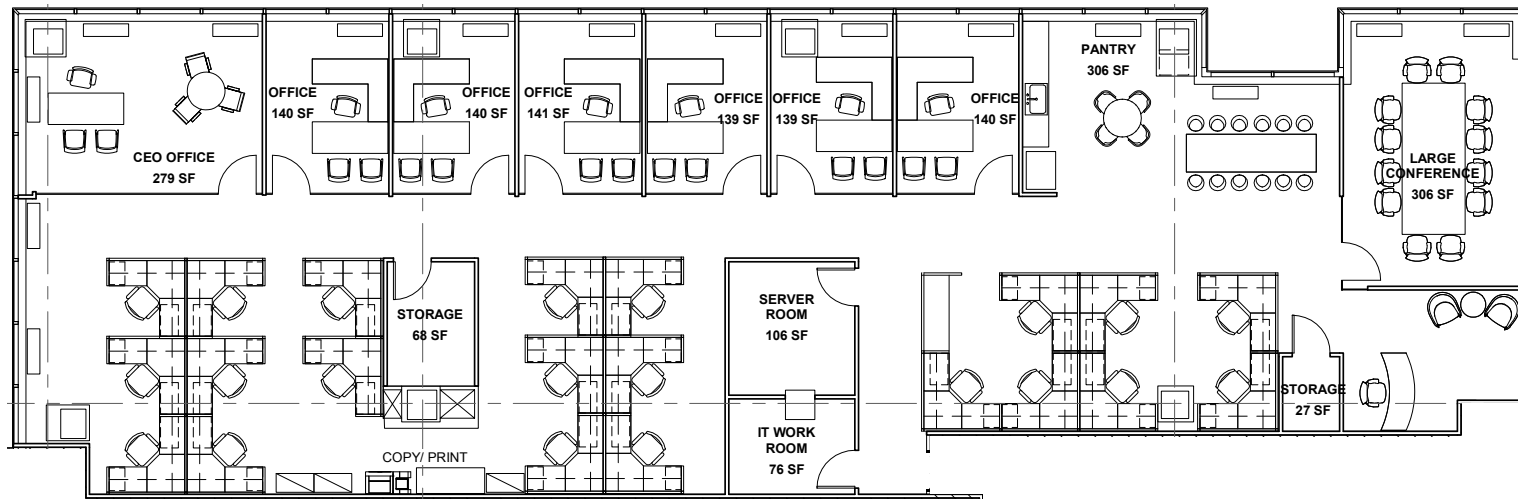 PANTRY
306 SF
OFFICE
140 SF
OFFICE
140 SF
OFFICE
141 SF
OFFICE
139 SF
OFFICE
139 SF
OFFICE
140 SF
CEO OFFICE
279 SF
LARGE
CONFERENCE
306 SF
STORAGE
68 SF
SERVER
ROOM
106 SF
STORAGE
27 SF
IT WORK
ROOM
76 SF
COPY/ PRINT